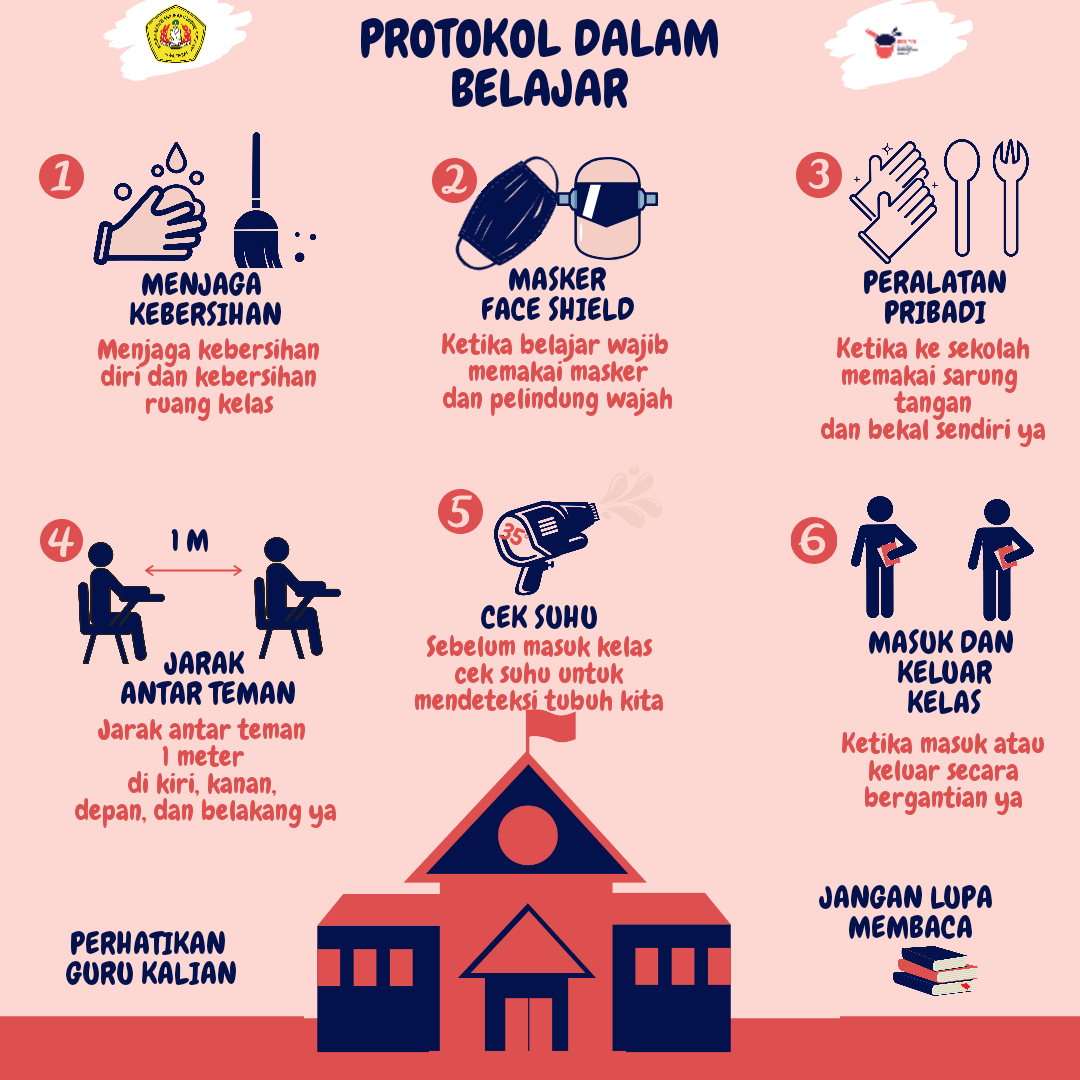 PROTOKOL DALAM
BELAJAR
1
MENJAGA
KEBERSIHAN
Menjaga kebersihan
diri dan kebersihan
ruang kelas
2
MASKER
FACE SHIELD
Ketika belajar wajib
memakai masker
dan pelindung wajah
3
PERALATAN
PRIBADI
Ketika ke sekolah
memakai sarung
tangan
dan bekal sendiri ya
4
1 M
JARAK
ANTAR TEMAN
Jarak antar teman
1 meter
di kiri, kanan,
depan, dan belakang ya
5
35°
CEK SUHU
Sebelum masuk kelas
cek suhu untuk
mendeteksi tubuh kita
6
MASUK DAN
KELUAR
KELAS
Ketika masuk atau
keluar secara
bergantian ya
PERHATIKAN
GURU KALIAN
JANGAN LUPA
MEMBACA